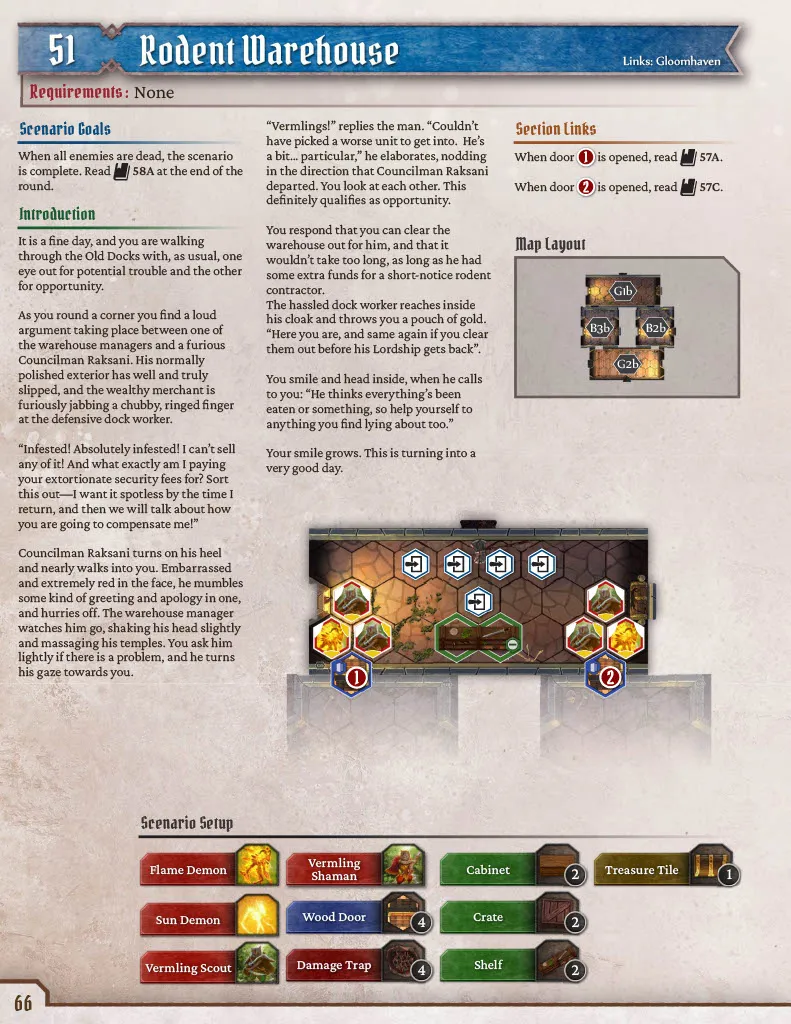 51
Rodent Warehouse
Links: Gloomhaven
Requirements: None
Scenario Goals
When all enemies are dead, the scenario
is complete. Read 58A at the end of the
round.
Introduction
It is a fine day, and you are walking
through the Old Docks with, as usual, one
eye out for potential trouble and the other
for opportunity.
As you round a corner you find a loud
argument taking place between one of
the warehouse managers and a furious
Councilman Raksani. His normally
polished exterior has well and truly
slipped, and the wealthy merchant is
furiously jabbing a chubby, ringed finger
at the defensive dock worker.
“Infested! Absolutely infested! I can’t sell
any of it! And what exactly am I paying
your extortionate security fees for? Sort
this out—I want it spotless by the time I
return, and then we will talk about how
you are going to compensate me!”
Councilman Raksani turns on his heel
and nearly walks into you. Embarrassed
and extremely red in the face, he mumbles
some kind of greeting and apology in one,
and hurries off. The warehouse manager
watches him go, shaking his head slightly
and massaging his temples. You ask him
lightly if there is a problem, and he turns
his gaze towards you.
“Vermlings!” replies the man. “Couldn’t
have picked a worse unit to get into. He’s
a bit... particular,” he elaborates, nodding
in the direction that Councilman Raksani
departed. You look at each other. This
definitely qualifies as opportunity.
You respond that you can clear the
warehouse out for him, and that it
wouldn’t take too long, as long as he had
some extra funds for a short-notice rodent
contractor.
The hassled dock worker reaches inside
his cloak and throws you a pouch of gold.
“Here you are, and same again if you clear
them out before his Lordship gets back”.
You smile and head inside, when he calls
to you: “He thinks everything’s been
eaten or something, so help yourself to
anything you find lying about too.”
Your smile grows. This is turning into a
very good day.
Section Links
When door 1 is opened, read 57A.
When door 2 is opened, read 57C.
Map Layout
G1b
B3b
B2b
G2b
1
2
Scenario Setup
Flame Demon
Vermling
Shaman
Cabinet
2
Treasure Tile
1
Sun Demon
Wood Door
4
Crate
2
Vermling Scout
Damage Trap
4
Shelf
2
66